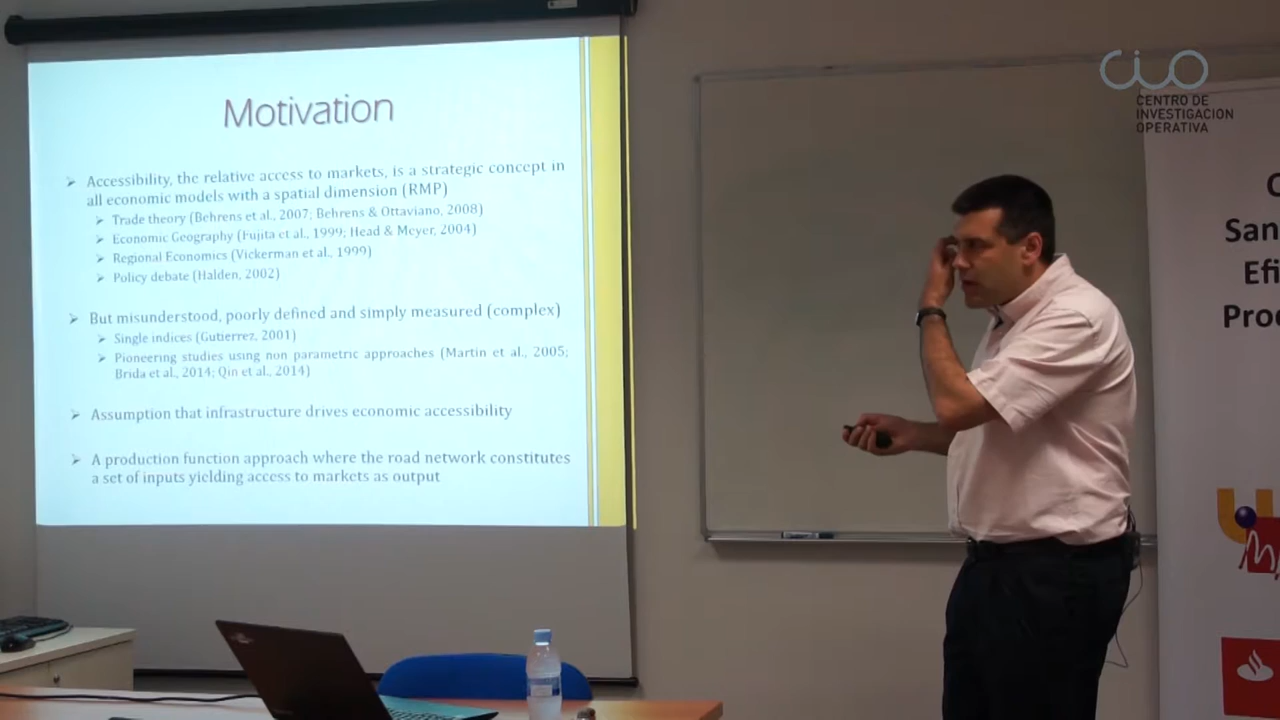 Motivation
Accessibility, the relative access to markets, is a strategic concept in
all economic models with a spatial dimension (RMP)
Trade theory (Behrens et al., 2007; Behrens & Ottaviano, 2008)
Economic Geography (Fujita et al., 1999; Head & Meyer, 2004)
Regional Economics (Vickerman et al., 1999)
Policy debate (Halden, 2002)
But misunderstood, poorly defined and simply measured (complex)
Single indices (Gutierrez, 2001)
Pioneering studies using non parametric approaches (Martin et al., 2005;
Brida et al., 2014; Qin et al., 2014)
Assumption that infrastructure drives economic accessibility
A production function approach where the road network constitutes
a set of inputs yielding access to markets as output
CIO
CENTRO DE
INVESTIGACION
OPERATIVA
San
Efi
Pro